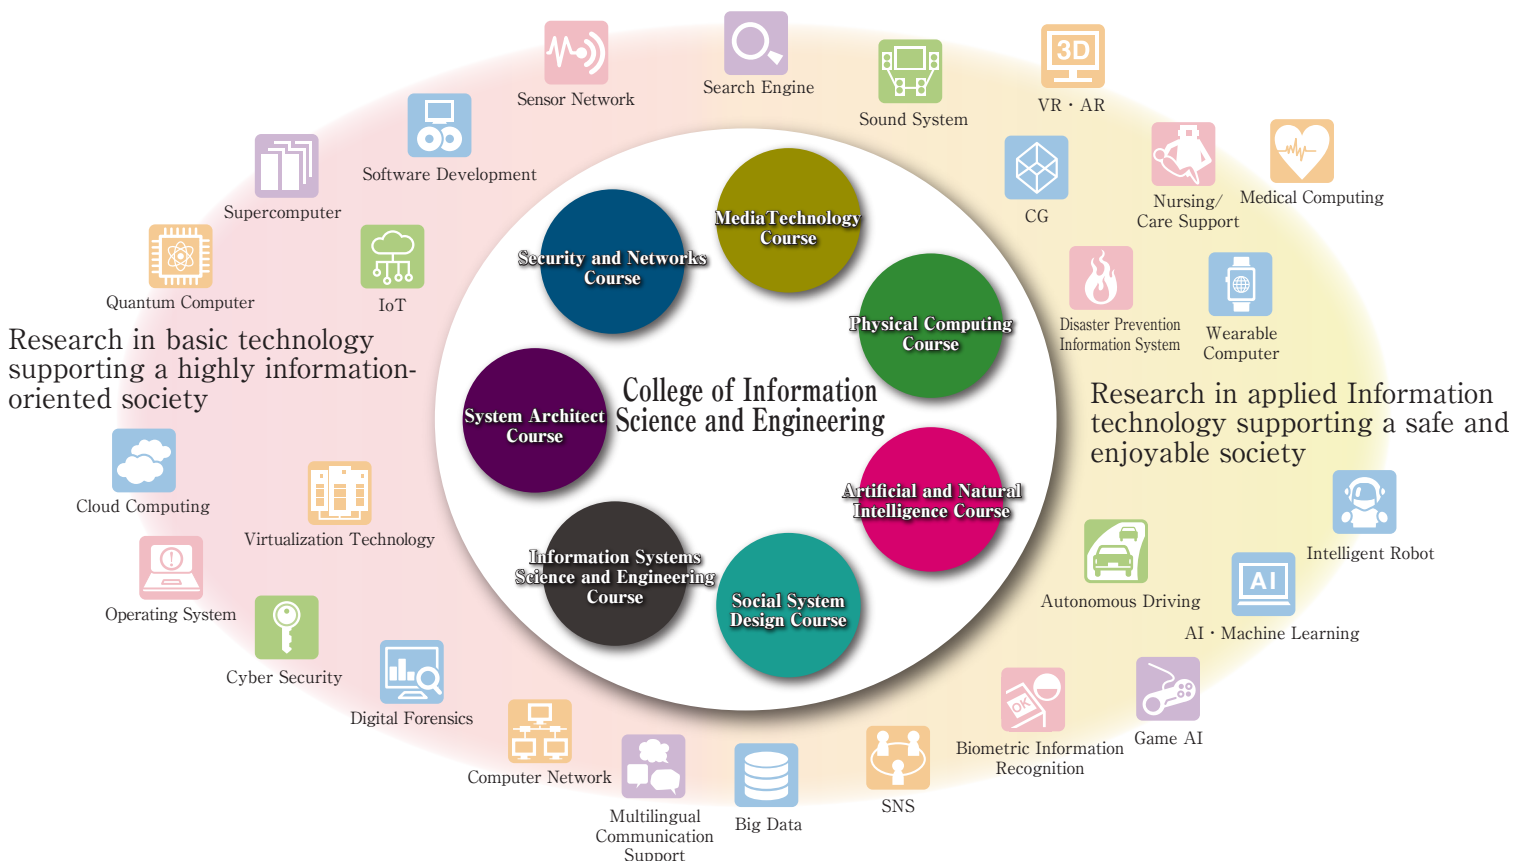 3D
Sensor Network
Search Engine
Sound System
VR・AR
Software Development
Supercomputer
CG
Nursing/
Care Support
Medical Computing
Quantum Computer
IoT
Disaster Prevention
Information System
Wearable
Computer
Research in basic technology
supporting a highly information-
oriented society
Media Technology
Course
Security and Networks
Course
Physical Computing
Course
System Architect
Course
College of Information
Science and Engineering
Artificial and Natural
Intelligence Course
Information Systems
Science and Engineering
Course
Social System
Design Course
Research in applied Information
technology supporting a safe and
enjoyable society
Cloud Computing
Virtualization Technology
Operating System
Cyber Security
Digital Forensics
Computer Network
Multilingual
Communication
Support
Big Data
SNS
OK
Biometric Information
Recognition
Game AI
Autonomous Driving
AI
AI・Machine Learning
Intelligent Robot